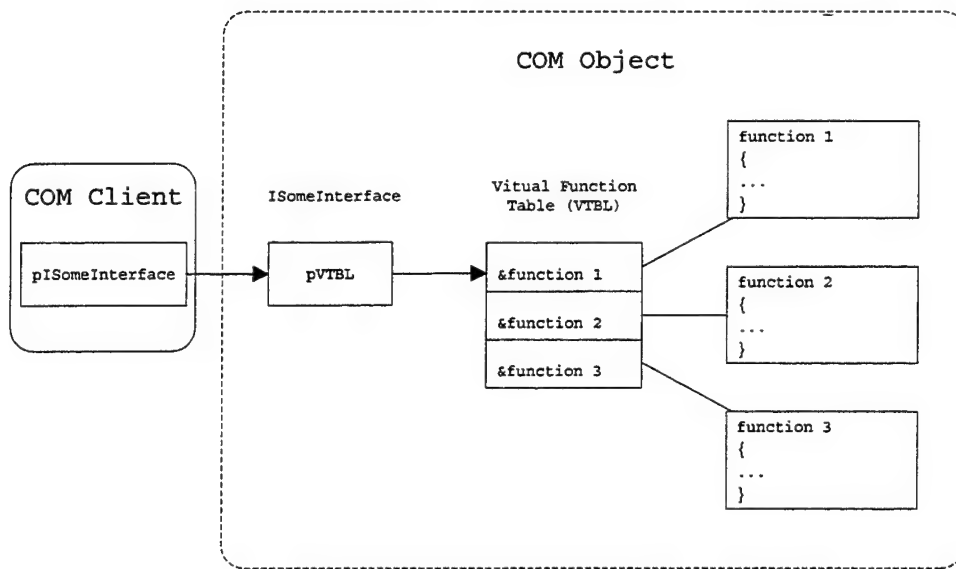 COM Object
COM Client
pISomeInterface
ISomeInterface
pVTBL
Vitual Function
Table (VTBL)
&function 1
&function 2
&function 3
function 1
{
...
}
function 2
{
...
}
function 3
{
...
}